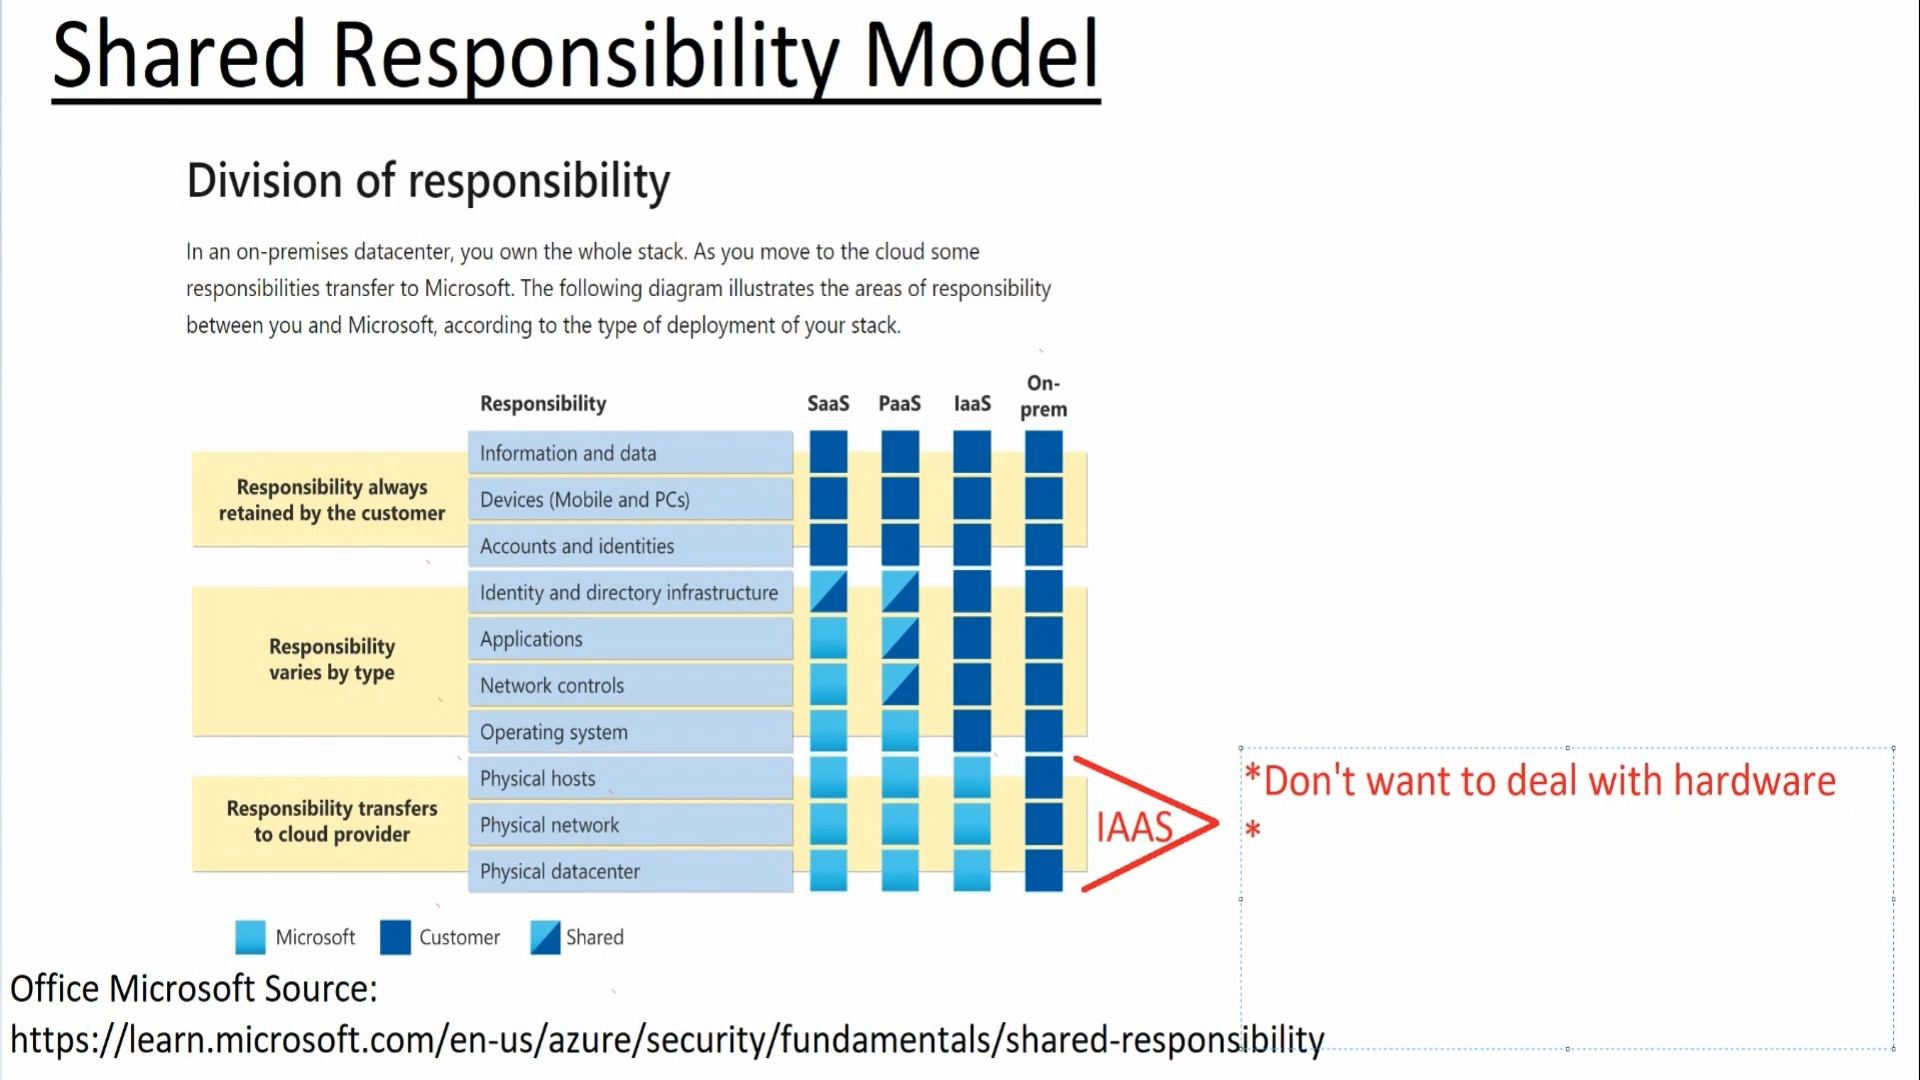 Shared Responsibility Model
Division of responsibility
In an on-premises datacenter, you own the whole stack. As you move to the cloud some
responsibilities transfer to Microsoft. The following diagram illustrates the areas of responsibility
between you and Microsoft, according to the type of deployment of your stack.
Responsibility SaaS PaaS IaaS On-
prem
Responsibility always
retained by the customer
Information and data
Devices (Mobile and PCs)
Accounts and identities
Responsibility
varies by type
Identity and directory infrastructure
Applications
Network controls
Operating system
Responsibility transfers
to cloud provider
Physical hosts
Physical network
Physical datacenter
IAAS
*Don't want to deal with hardware
*
Microsoft Customer Shared
Office Microsoft Source:
https://learn.microsoft.com/en-us/azure/security/fundamentals/shared-responsibility